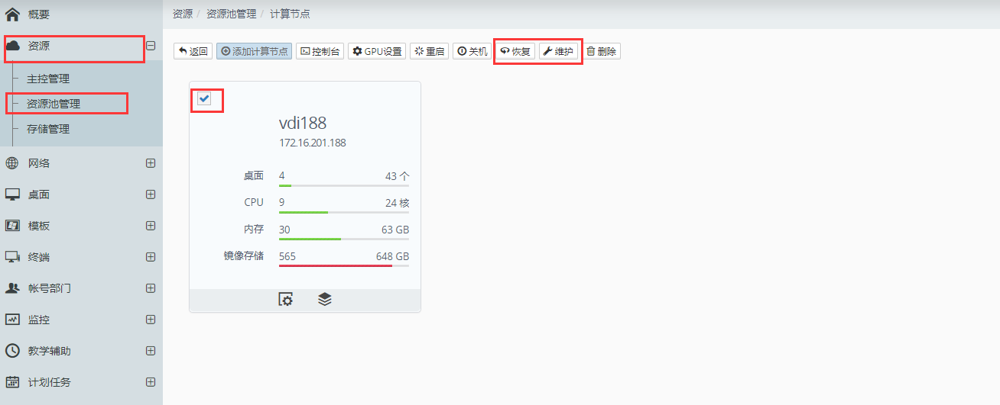 概要
资源
主控管理
资源池管理
存储管理
网络
桌面
模板
终端
帐号部门
监控
教学辅助
计划任务
资源 / 资源池管理 / 计算节点
返回 添加计算节点 控制台 GPU设置 重启 关机 恢复 维护 删除
vdi188
172.16.201.188
桌面 4 43 个
CPU 9 24 核
内存 30 63 GB
镜像存储 565 648 GB